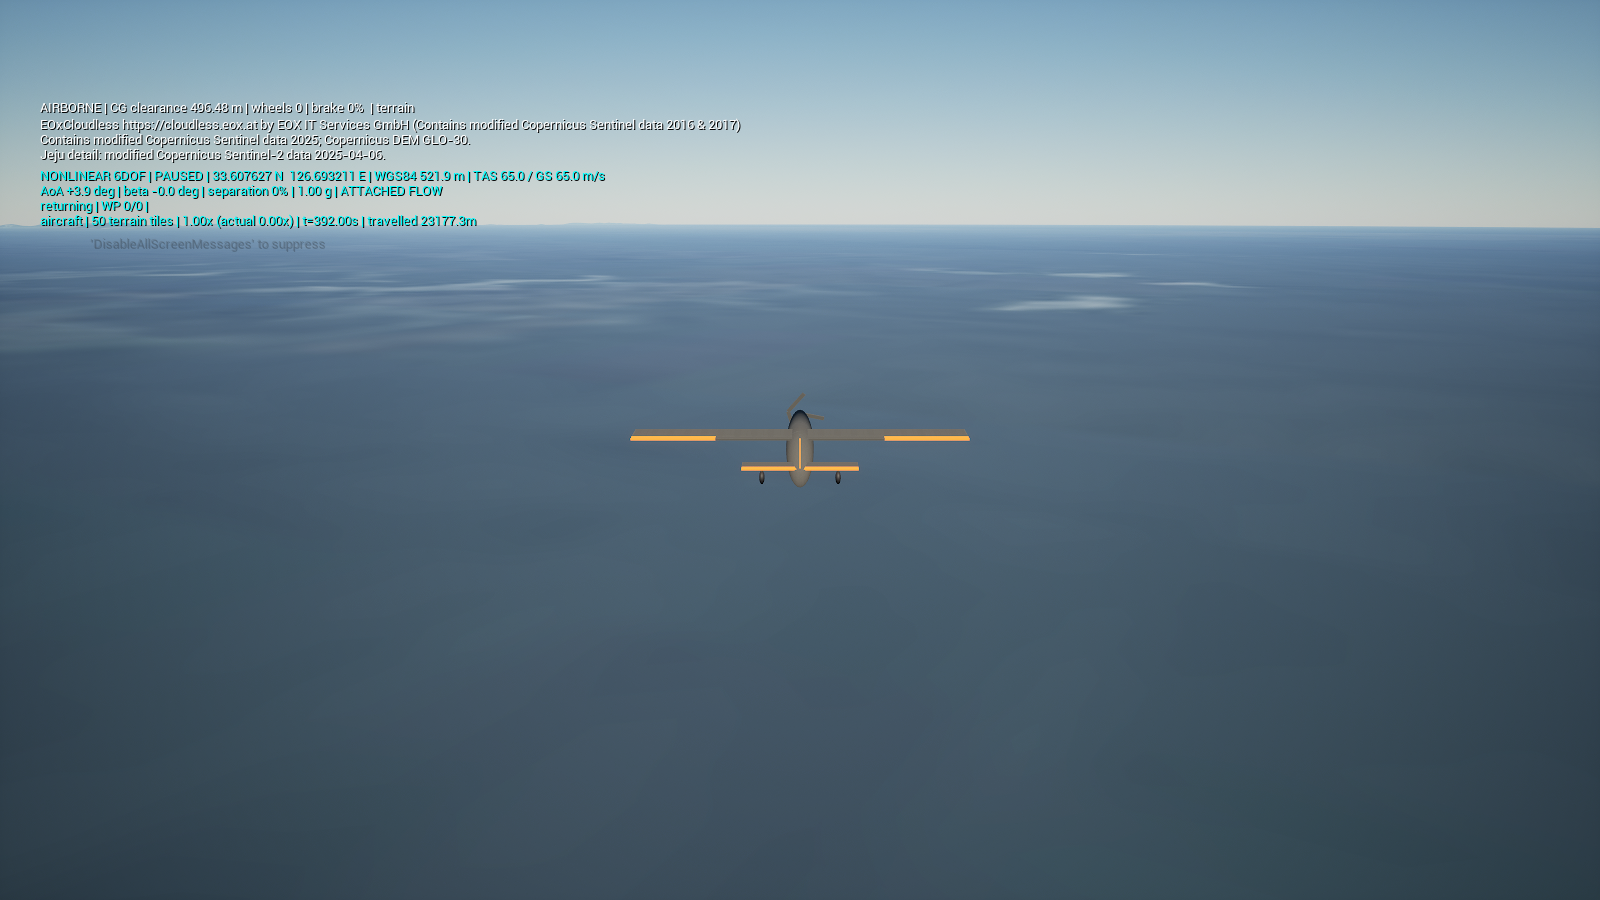 AIRBORNE | CG clearance 496.48 m | wheels 0 | brake 0% | terrain
EOxCloudless https://cloudless.eox.at by EOX IT Services GmbH (Contains modified Copernicus Sentinel data 2016 & 2017)
Contains modified Copernicus Sentinel data 2025; Copernicus DEM GLO-30.
Jeju detail: modified Copernicus Sentinel-2 data 2025-04-06.
NONLINEAR 6DOF | PAUSED | 33.607627 N 126.693211 E | WGS84 521.9 m | TAS 65.0 / GS 65.0 m/s
AoA +3.9 deg | beta -0.0 deg | separation 0% | 1.00 g | ATTACHED FLOW
returning | WP 0/0 |
aircraft | 50 terrain tiles | 1.00x (actual 0.00x) | t=392.00s | travelled 23177.3m
'DisableAllScreenMessages' to suppress